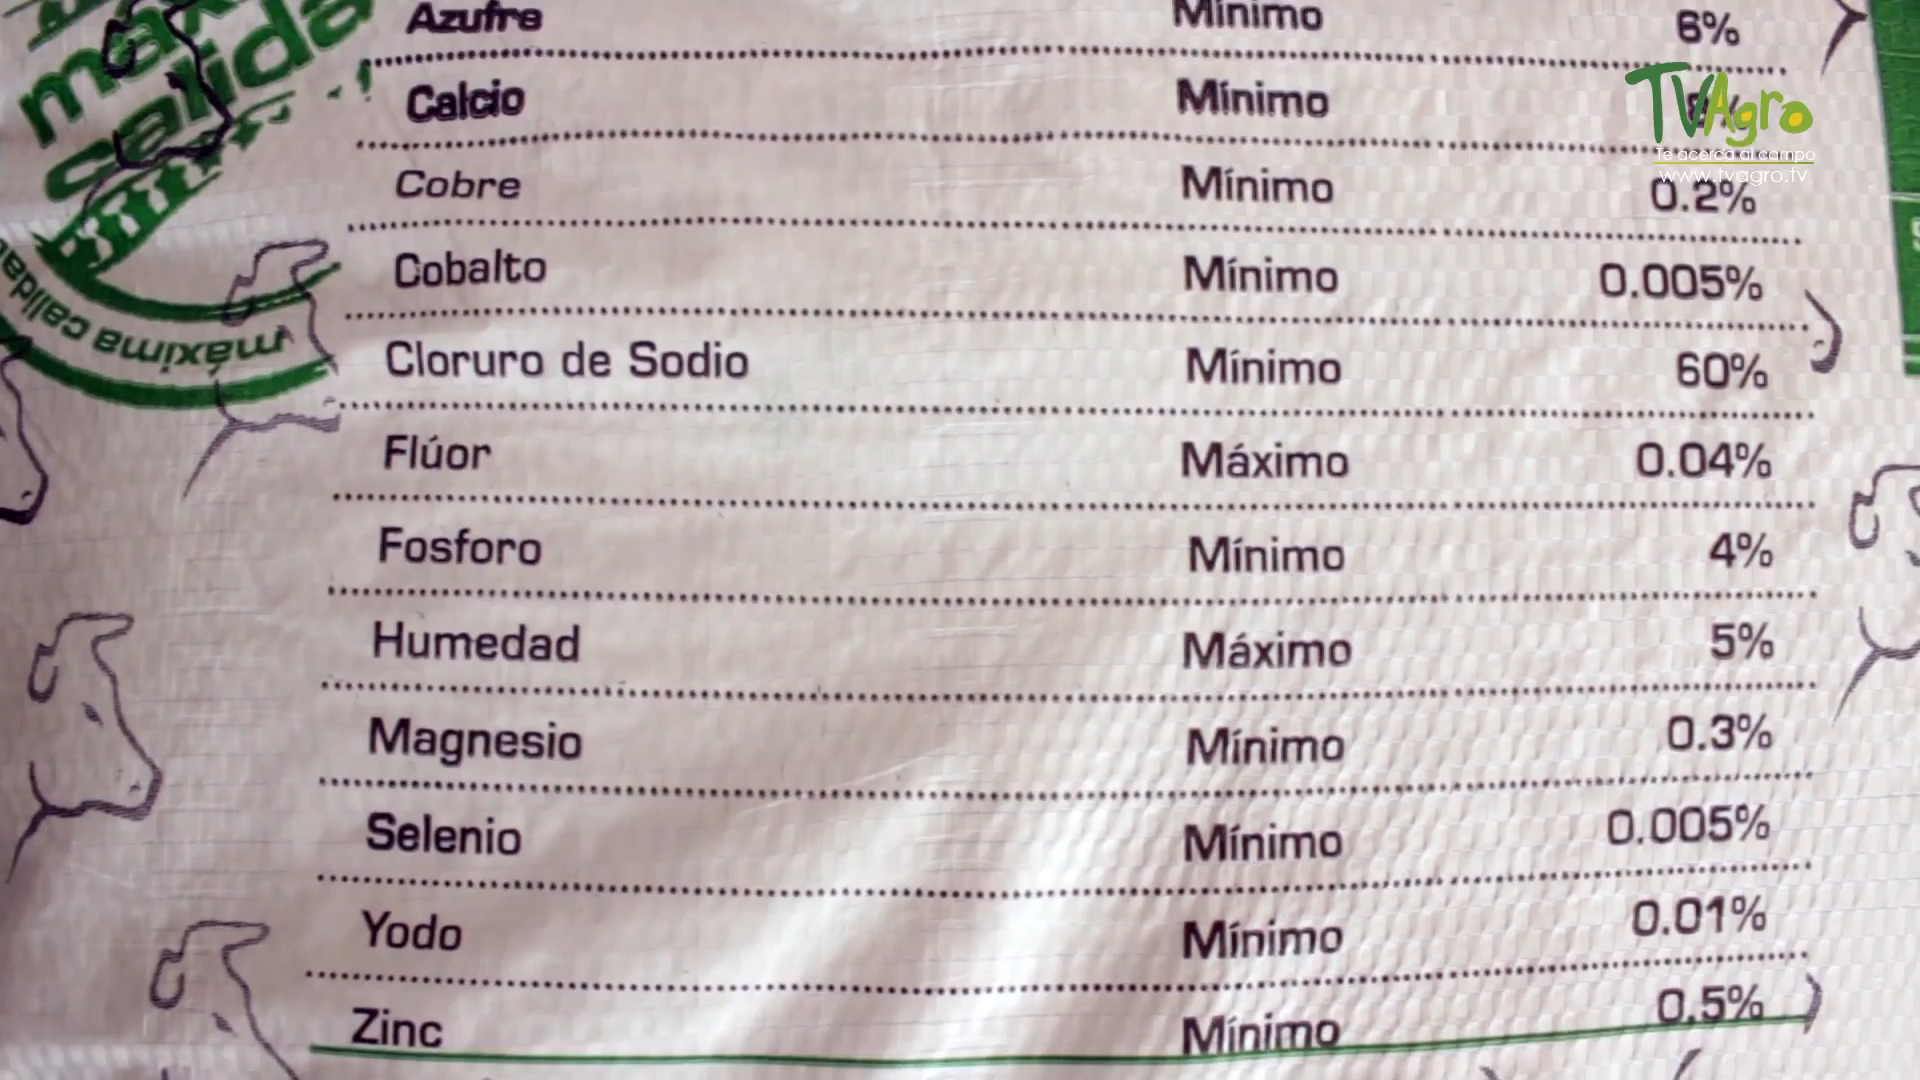 Azufre Mínimo 6%
Calcio Mínimo 8%
Cobre Mínimo 0.2%
Cobalto Mínimo 0.005%
Cloruro de Sodio Mínimo 60%
Flúor Máximo 0.04%
Fosforo Mínimo 4%
Humedad Máximo 5%
Magnesio Mínimo 0.3%
Selenio Mínimo 0.005%
Yodo Mínimo 0.01%
Zinc Mínimo 0.5%
calidad
máxima
TVAgro
Te acerca al campo
www.tvagro.tv